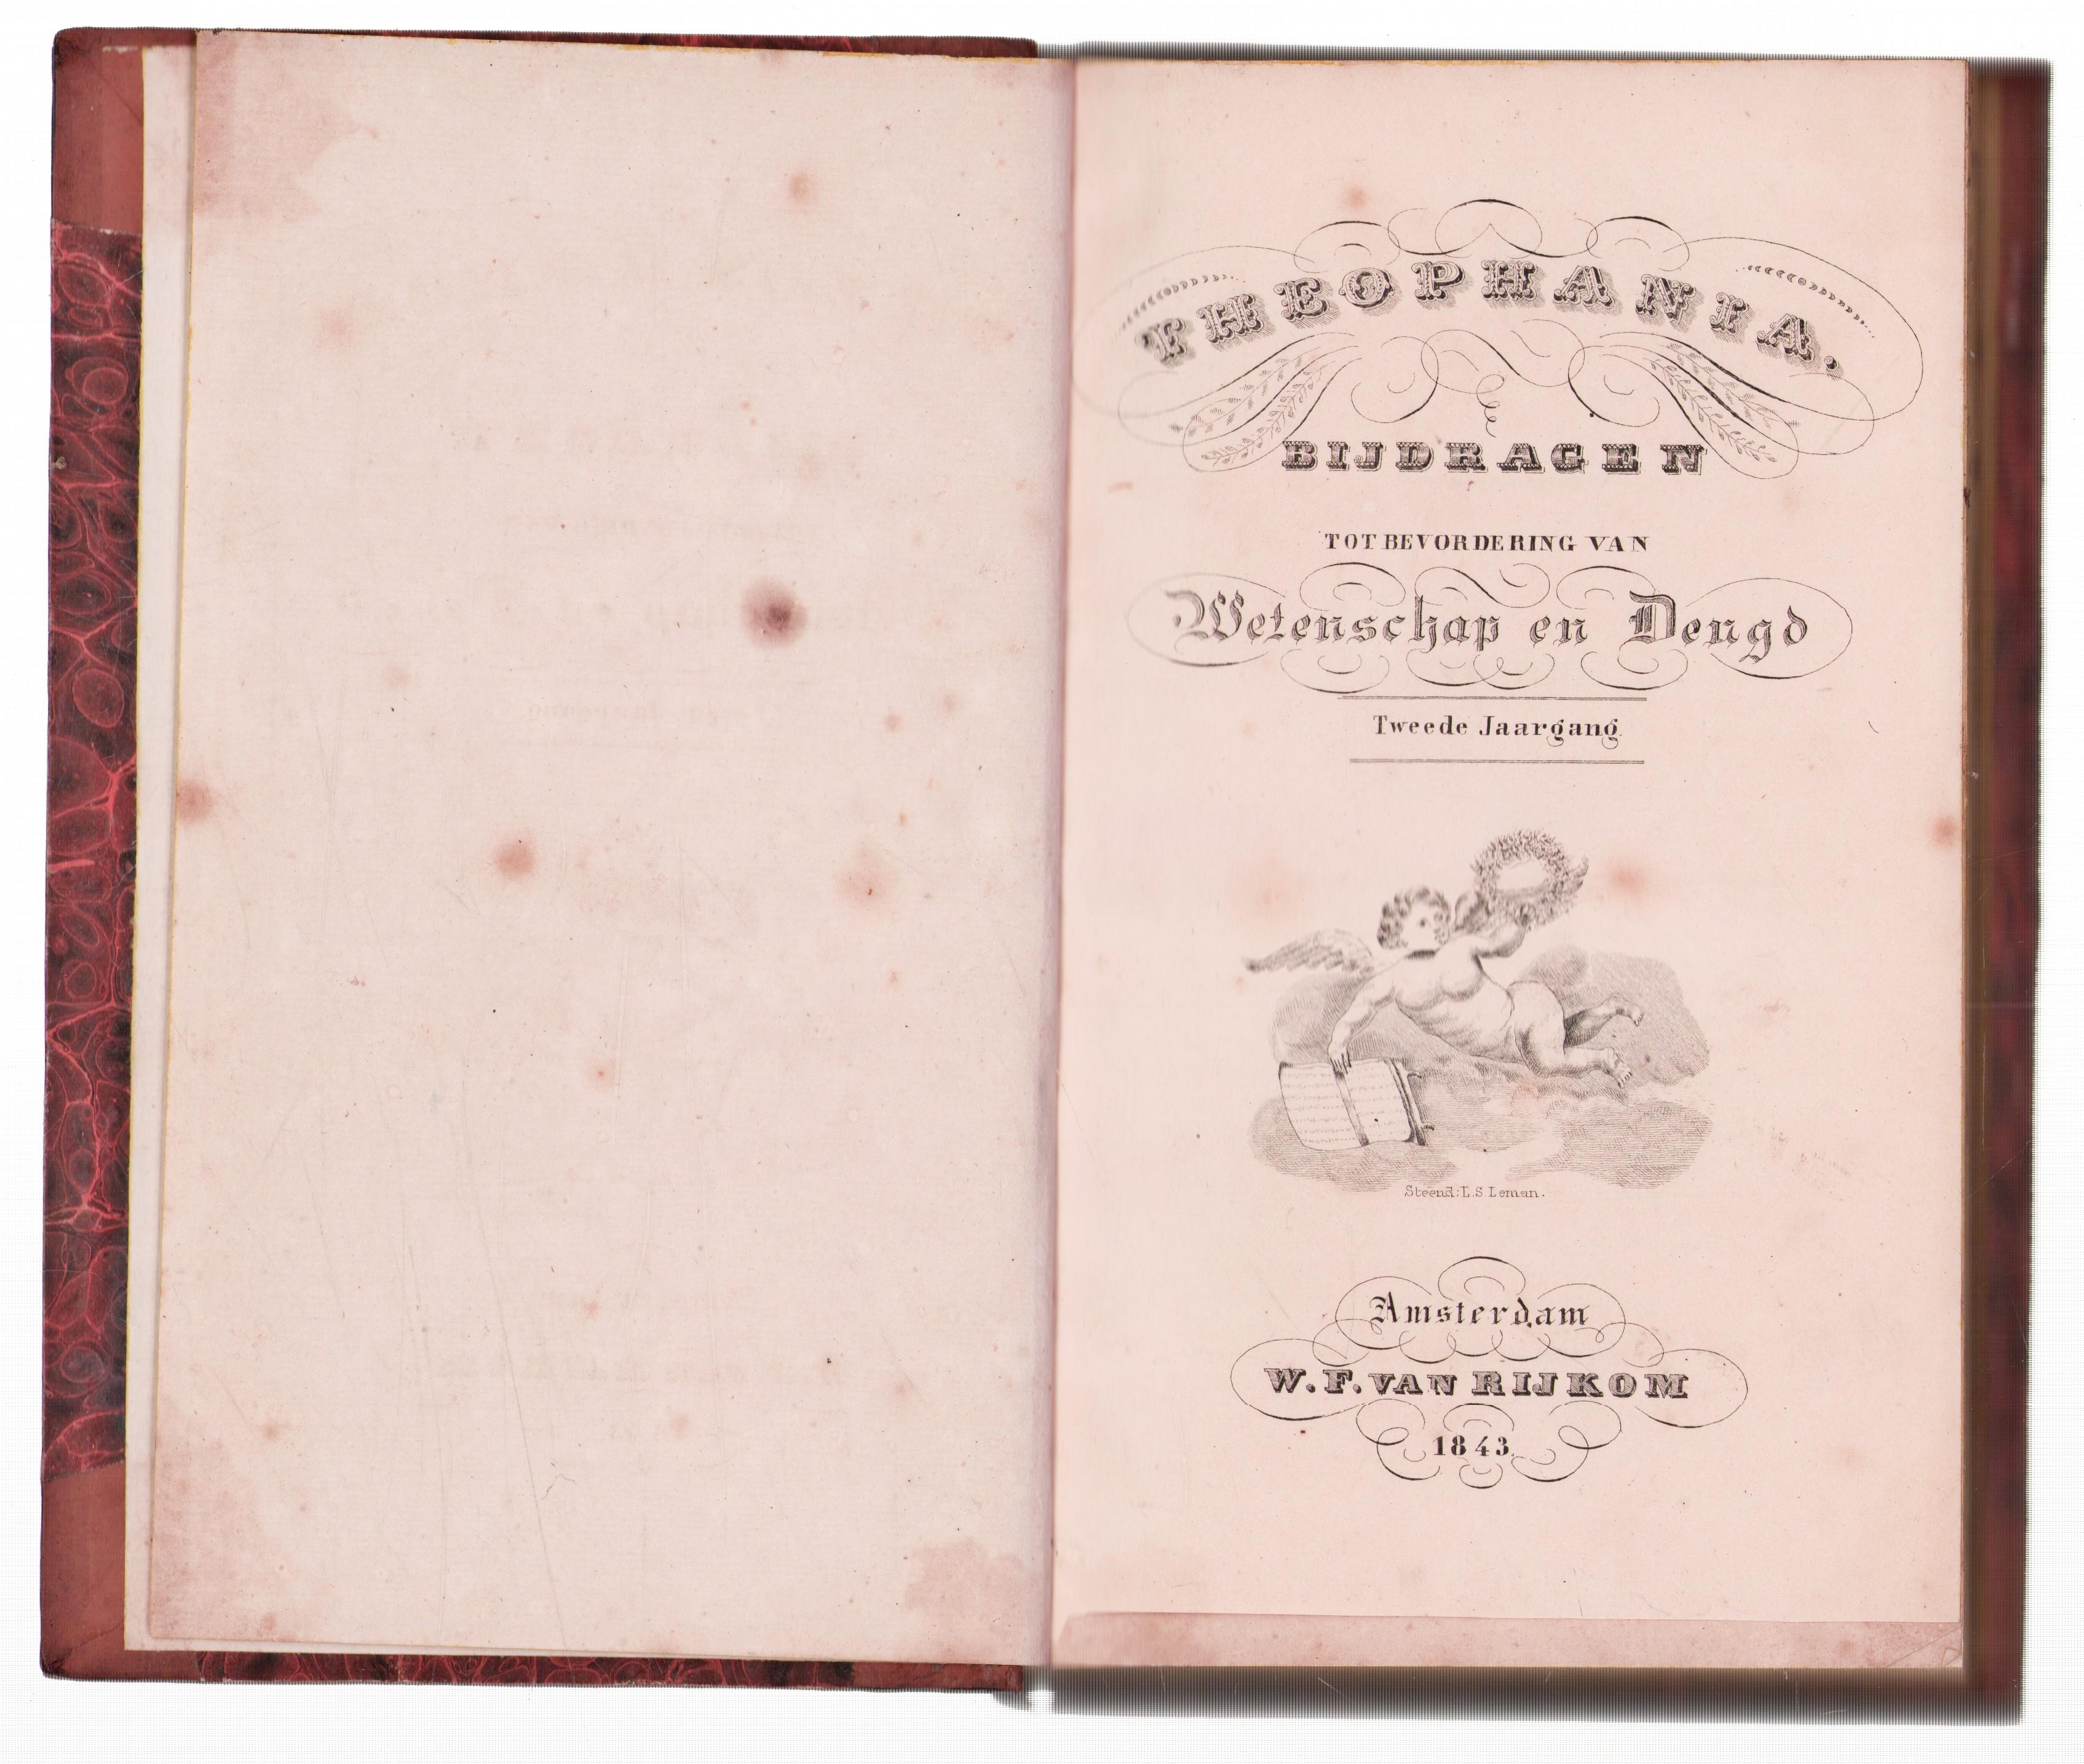 THEOPHANIA.
BIJDRAGEN
TOT BEVORDERING VAN
Wetenschap en Deugd
Tweede Jaargang
Steend: L. S. Leman.
Amsterdam
W. F. VAN RIJKOM
1843.